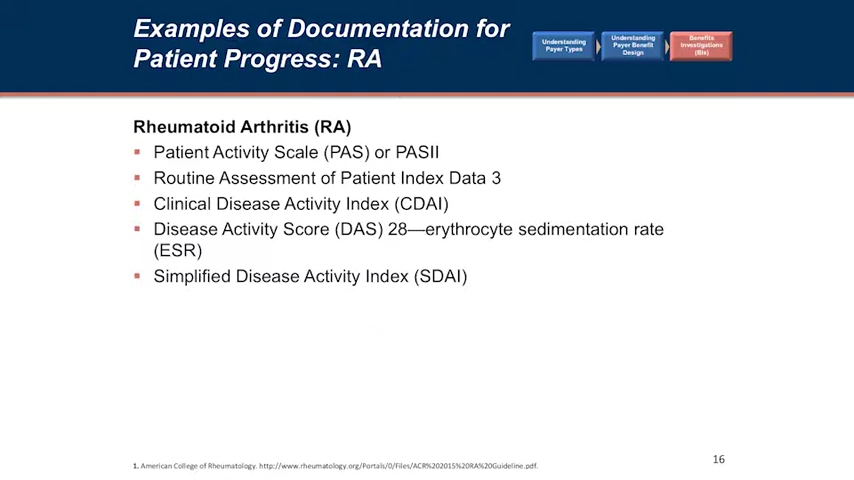 Examples of Documentation for
Patient Progress: RA
Understanding
Payer Types
Understanding
Payer Benefit
Design
Benefits
Investigations
(BIs)
Rheumatoid Arthritis (RA)
▪ Patient Activity Scale (PAS) or PASII
▪ Routine Assessment of Patient Index Data 3
▪ Clinical Disease Activity Index (CDAI)
▪ Disease Activity Score (DAS) 28—erythrocyte sedimentation rate
(ESR)
▪ Simplified Disease Activity Index (SDAI)
1. American College of Rheumatology. http://www.rheumatology.org/Portals/0/Files/ACR%202015%20RA%20Guideline.pdf.
16